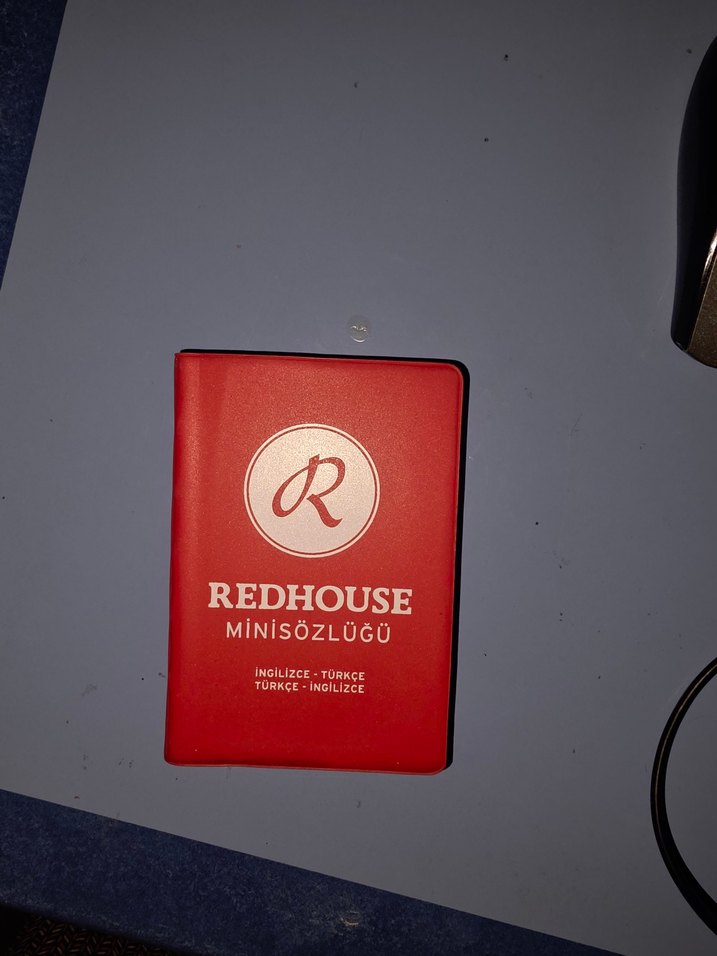 R
REDHOUSE
MİNİSÖZLÜĞÜ
İNGİLİZCE - TÜRKÇE
TÜRKÇE - İNGİLİZCE